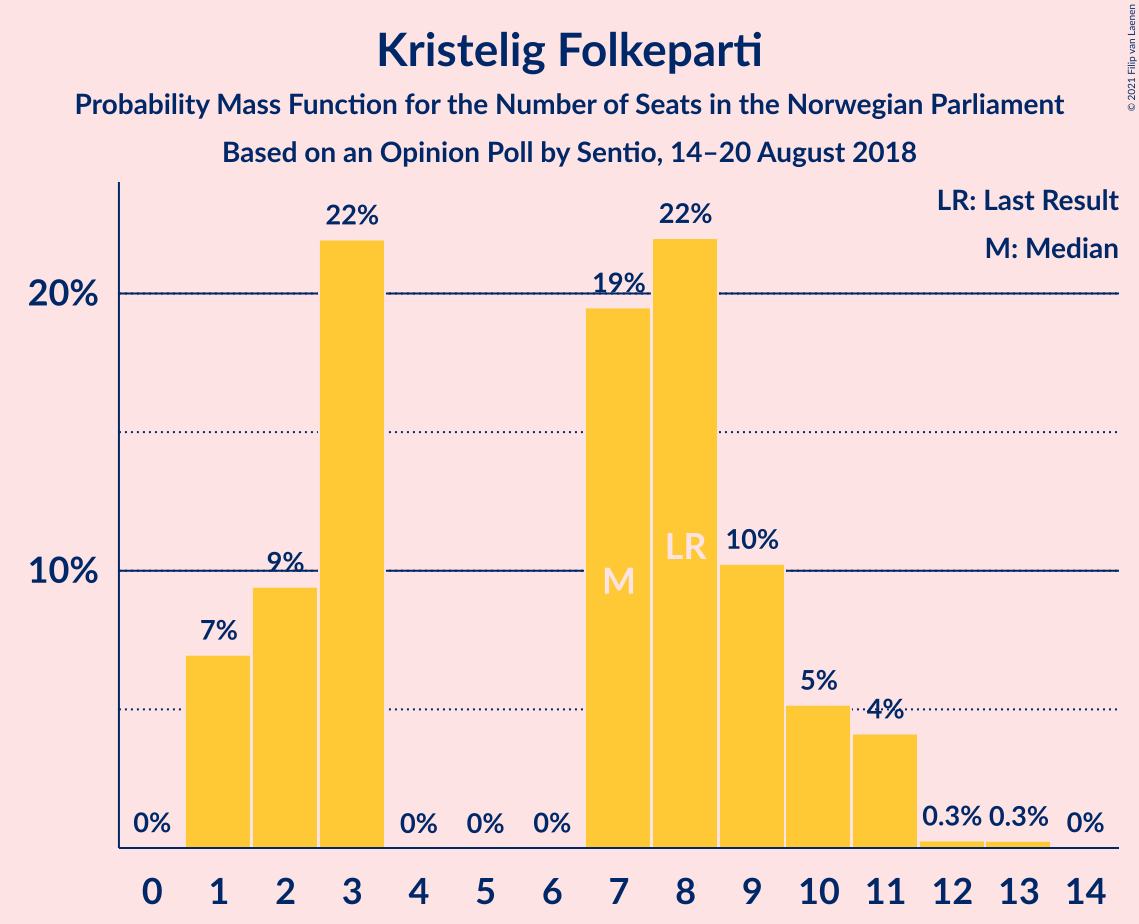 Kristelig Folkeparti
Probability Mass Function for the Number of Seats in the Norwegian Parliament
Based on an Opinion Poll by Sentio, 14–20 August 2018
© 2021 Filip van Laenen
LR: Last Result
M: Median
22%
22%
19%
20%
LR
10%
M
9%
10%
7%
5%
4%
0%
0%
0%
0%
0.3%
0.3%
0%
0 1 2 3 4 5 6 7 8 9 10 11 12 13 14